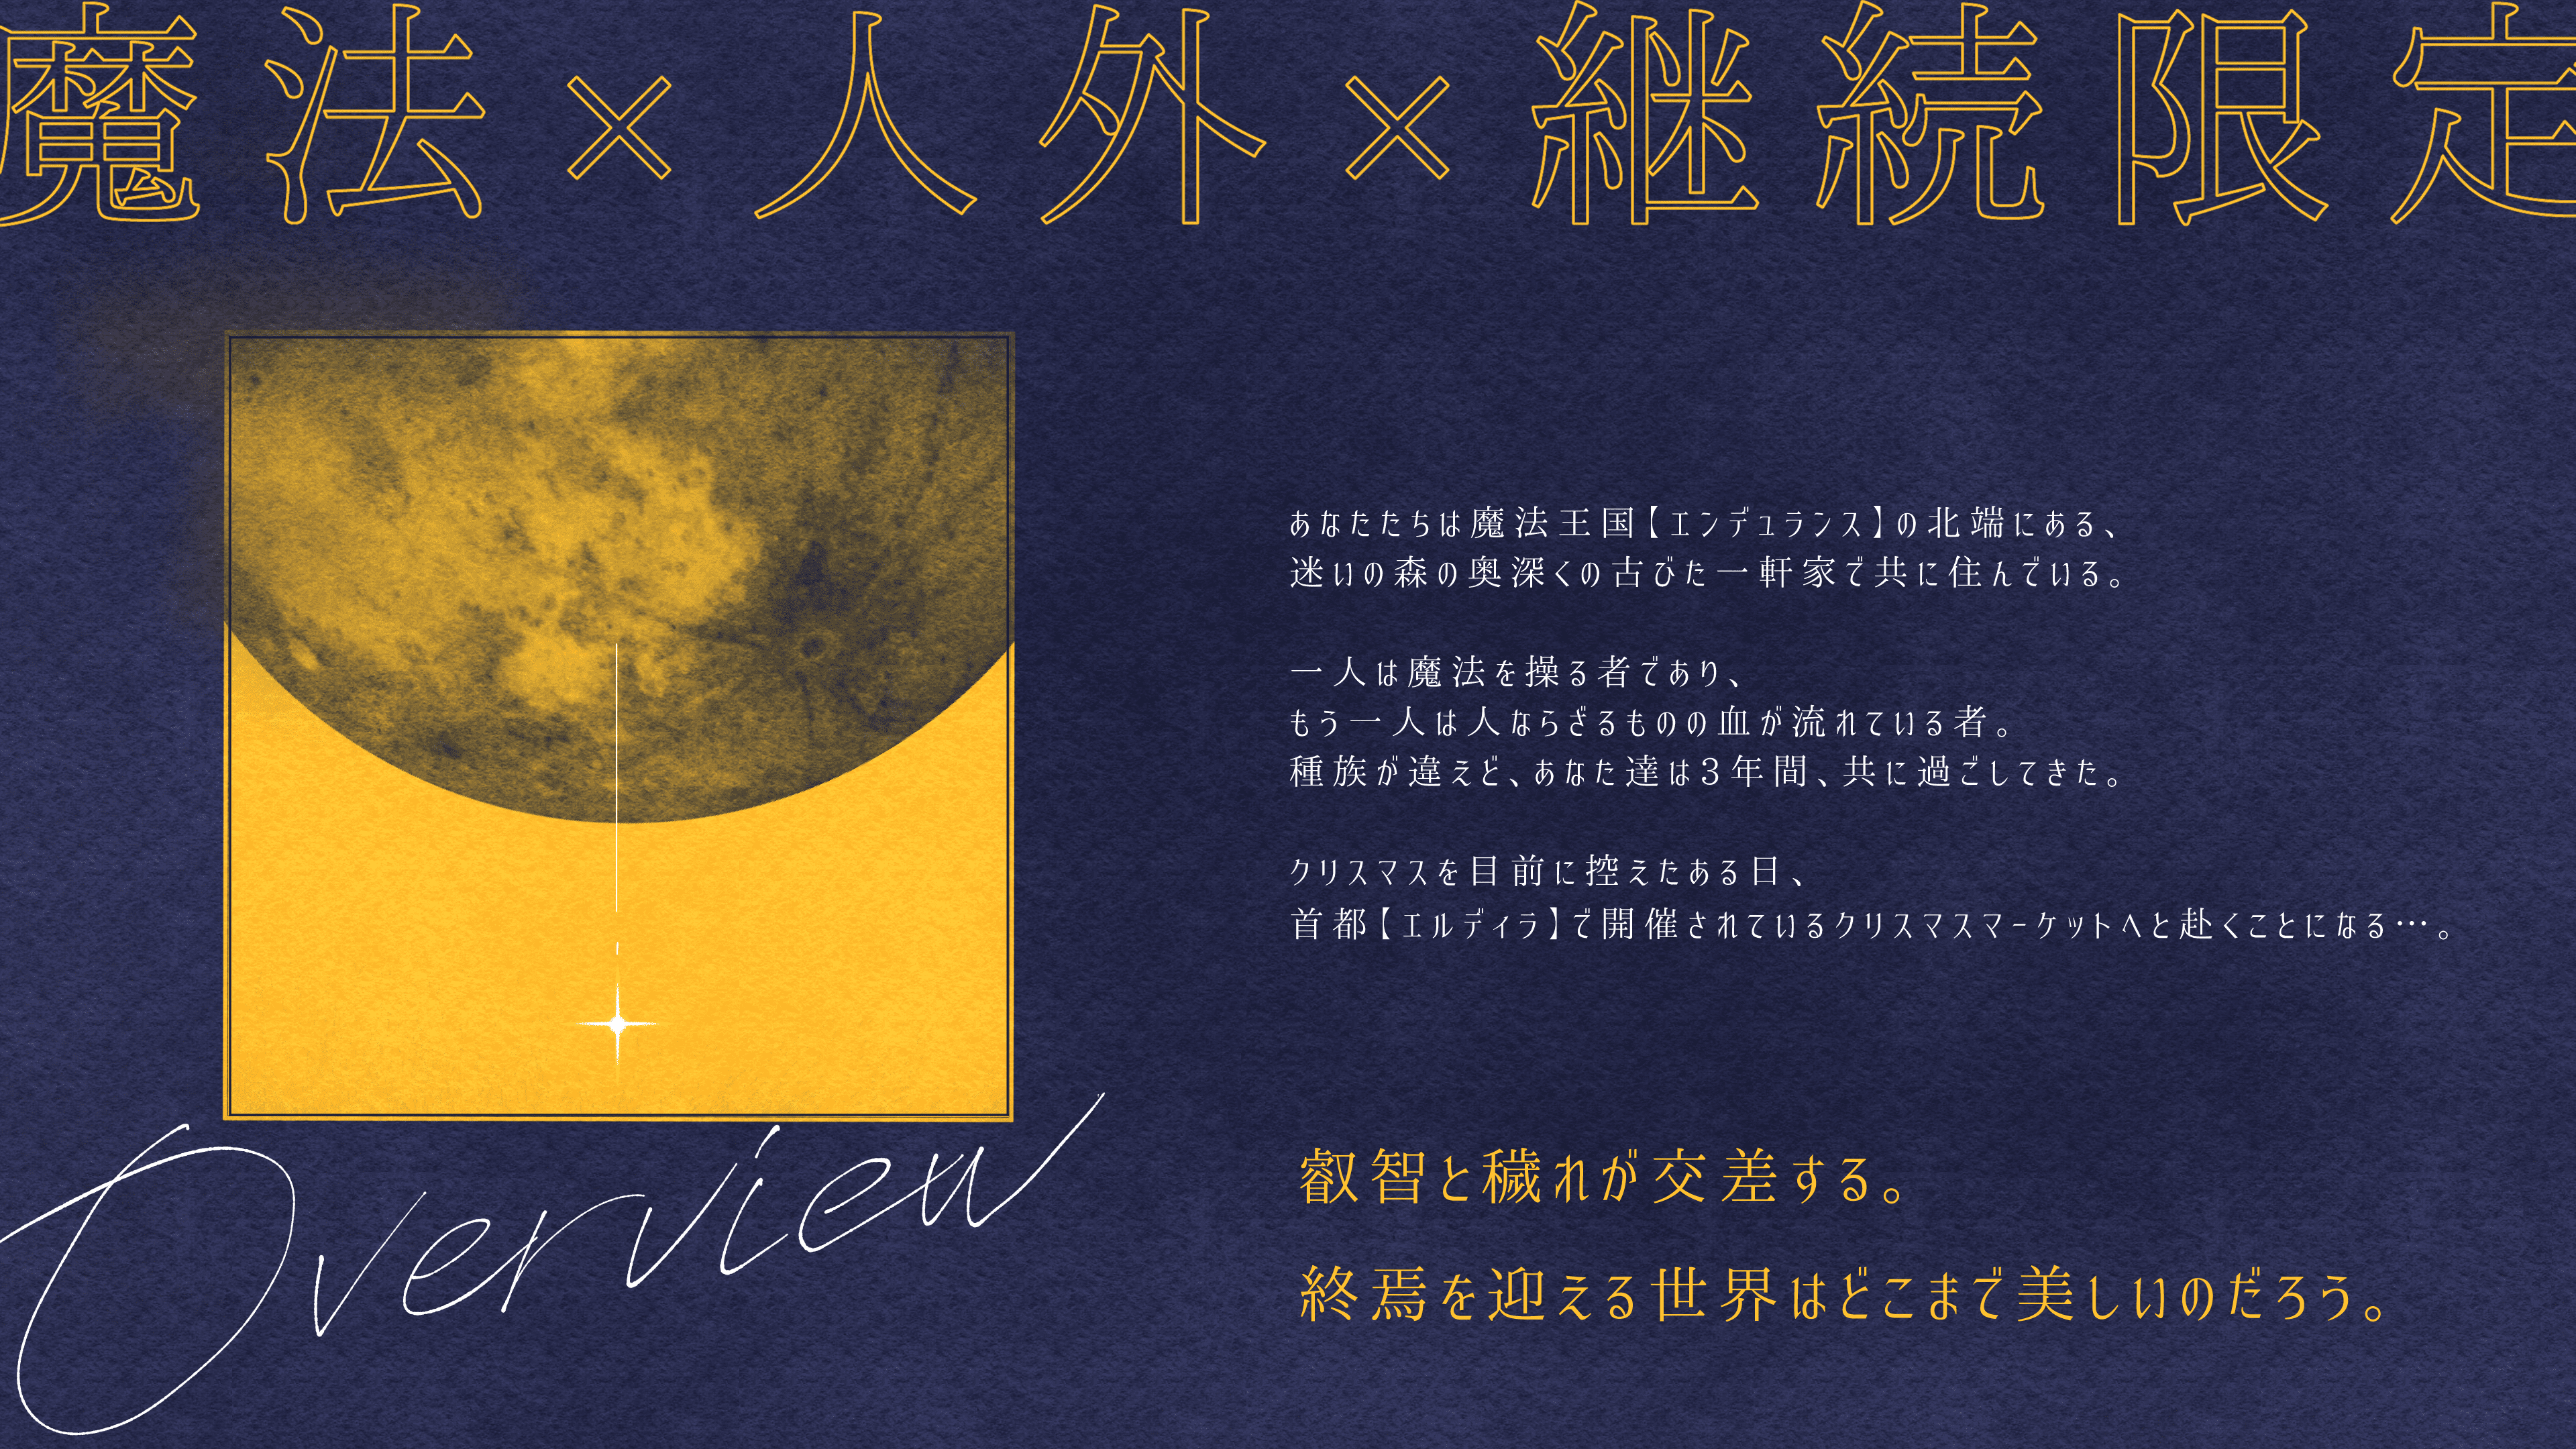 魔法×人外×継続限定
あなたたちは魔法王国【エンデュランス】の北端にある、
迷いの森の奥深くの古びた一軒家で共に住んでいる。
一人は魔法を操る者であり、
もう一人は人ならざるものの血が流れている者。
種族が違えど、あなた達は3年間、共に過ごしてきた。
クリスマスを目前に控えたある日、
首都【エルディラ】で開催されているクリスマスマーケットへと赴くことになる…。
Overview
叡智と穢れが交差する。
終焉を迎える世界はどこまで美しいのだろう。